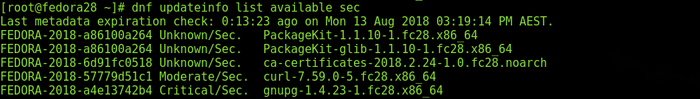 [root@fedora28 ~]# dnf updateinfo list available sec
Last metadata expiration check: 0:13:23 ago on Mon 13 Aug 2018 03:19:14 PM AEST.
FEDORA-2018-a86100a264 Unknown/Sec.  PackageKit-1.1.10-1.fc28.x86_64
FEDORA-2018-a86100a264 Unknown/Sec.  PackageKit-glib-1.1.10-1.fc28.x86_64
FEDORA-2018-6d91fc0518 Unknown/Sec.  ca-certificates-2018.2.24-1.0.fc28.noarch
FEDORA-2018-57779d51c1 Moderate/Sec. curl-7.59.0-5.fc28.x86_64
FEDORA-2018-a4e13742b4 Critical/Sec. gnupg-1.4.23-1.fc28.x86_64